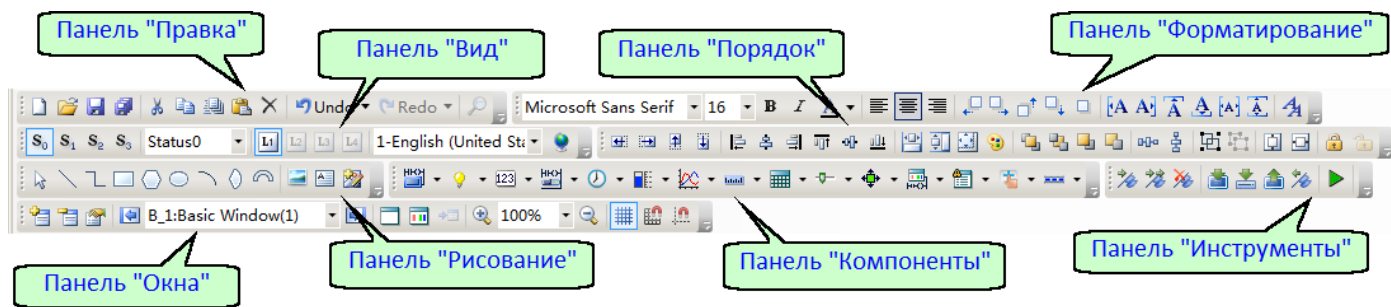 Панель "Правка"
Панель "Вид"
Панель "Порядок"
Панель "Форматирование"
Undo Redo Microsoft Sans Serif 16 B I A A A A A A A A
S0 S1 S2 S3 Status0 L1 L2 L3 L4 1-English (United Sta
123
B_1:Basic Window(1) 100%
Панель "Окна"
Панель "Рисование"
Панель "Компоненты"
Панель "Инструменты"